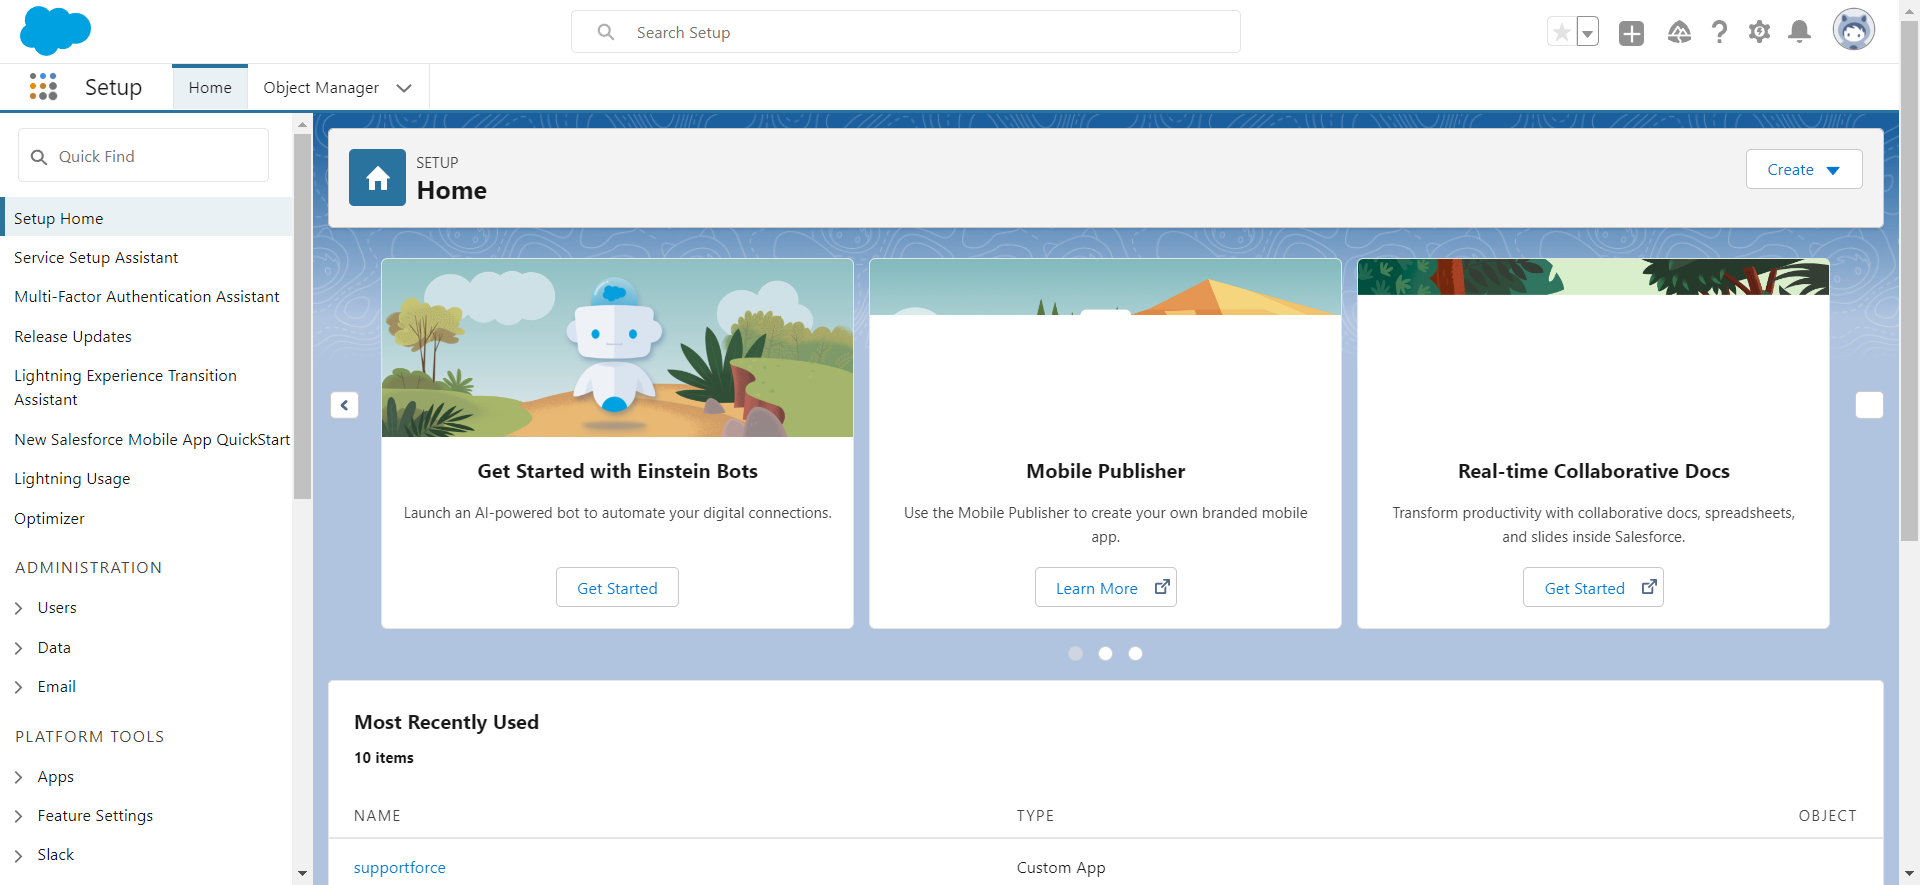 Search Setup
Setup
Home
Object Manager
Quick Find
Setup Home
Service Setup Assistant
Multi-Factor Authentication Assistant
Release Updates
Lightning Experience Transition
Assistant
New Salesforce Mobile App QuickStart
Lightning Usage
Optimizer
ADMINISTRATION
Users
Data
Email
PLATFORM TOOLS
Apps
Feature Settings
Slack
SETUP
Home
Create
Get Started with Einstein Bots
Launch an AI-powered bot to automate your digital connections.
Get Started
Mobile Publisher
Use the Mobile Publisher to create your own branded mobile
app.
Learn More
Real-time Collaborative Docs
Transform productivity with collaborative docs, spreadsheets,
and slides inside Salesforce.
Get Started
Most Recently Used
10 items
NAME TYPE OBJECT
supportforce Custom App